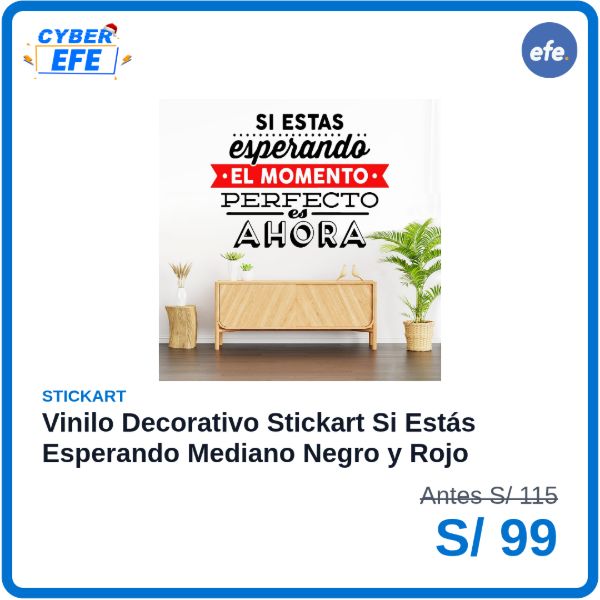 CYBER
EFE
efe.
SI ESTAS
esperando
EL MOMENTO
PERFECTO
es
AHORA
STICKART
Vinilo Decorativo Stickart Si Estás
Esperando Mediano Negro y Rojo
Antes S/ 115
S/ 99